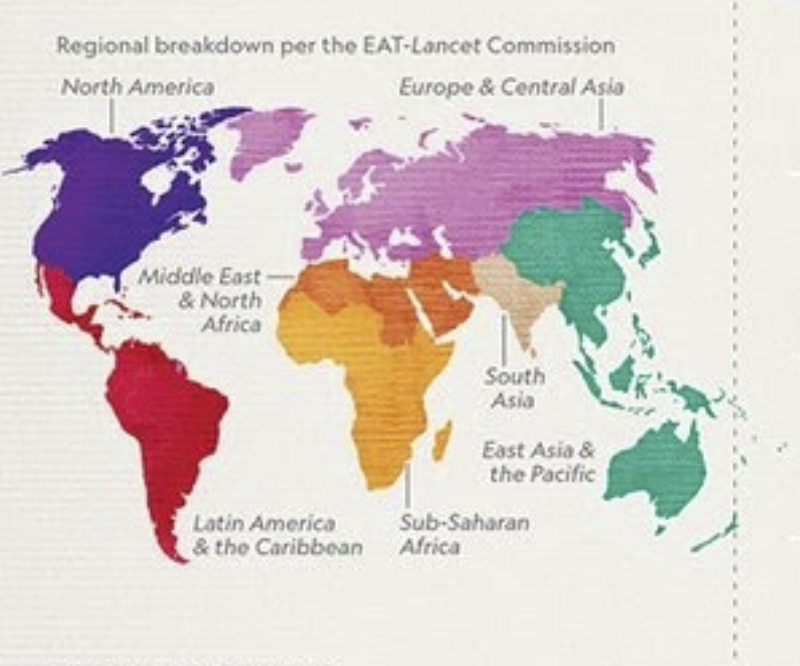 Regional breakdown per the EAT-Lancet Commission
North America
Europe & Central Asia
Middle East
& North
Africa
South
Asia
East Asia &
the Pacific
Latin America
& the Caribbean
Sub-Saharan
Africa